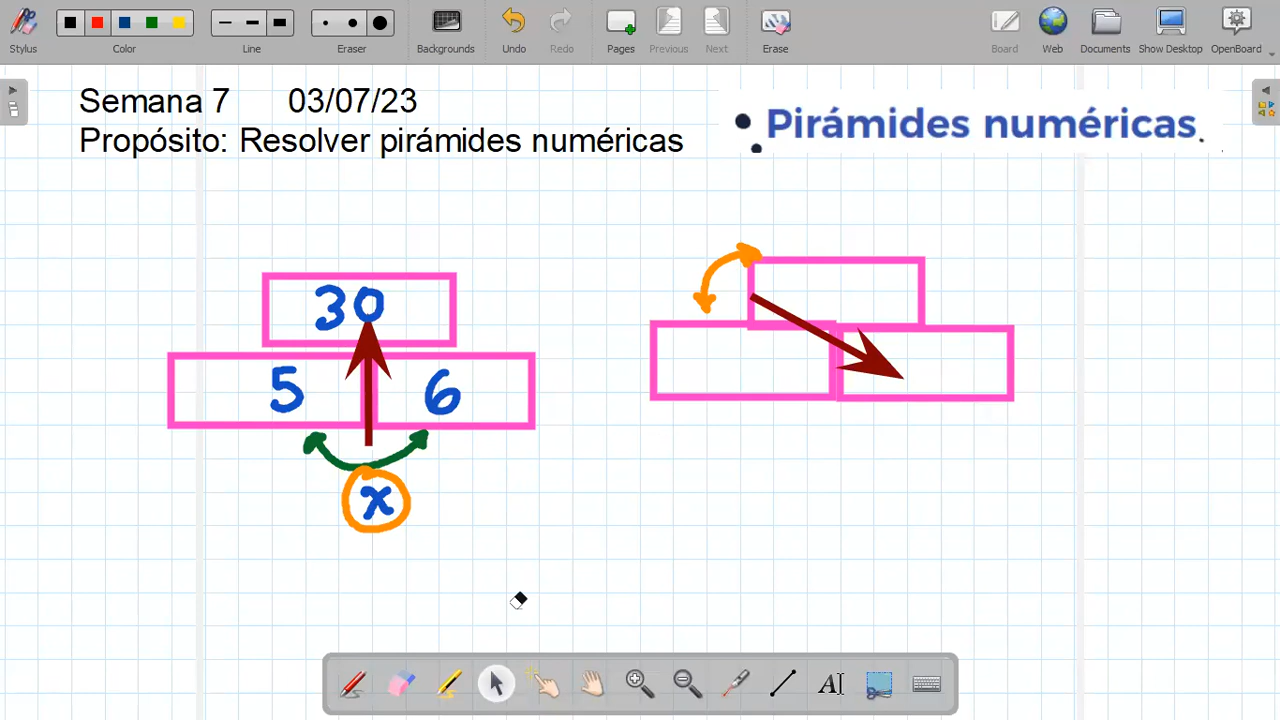 Stylus
Color
Line
Eraser
Backgrounds
Undo
Redo
Pages
Previous
Next
Erase
Board
Web
Documents
Show Desktop
OpenBoard
Semana 7 03/07/23
Propósito: Resolver pirámides numéricas
• Pirámides numéricas.
30
5 6
x
AI